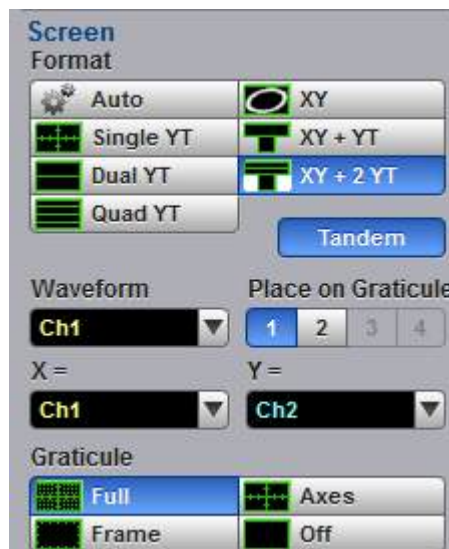 Screen
Format
Auto
XY
Single YT
XY + YT
Dual YT
XY + 2 YT
Quad YT
Tandem
Waveform
Place on Graticule
Ch1
1 2 3 4
X =
Y =
Ch1
Ch2
Graticule
Full
Axes
Frame
Off